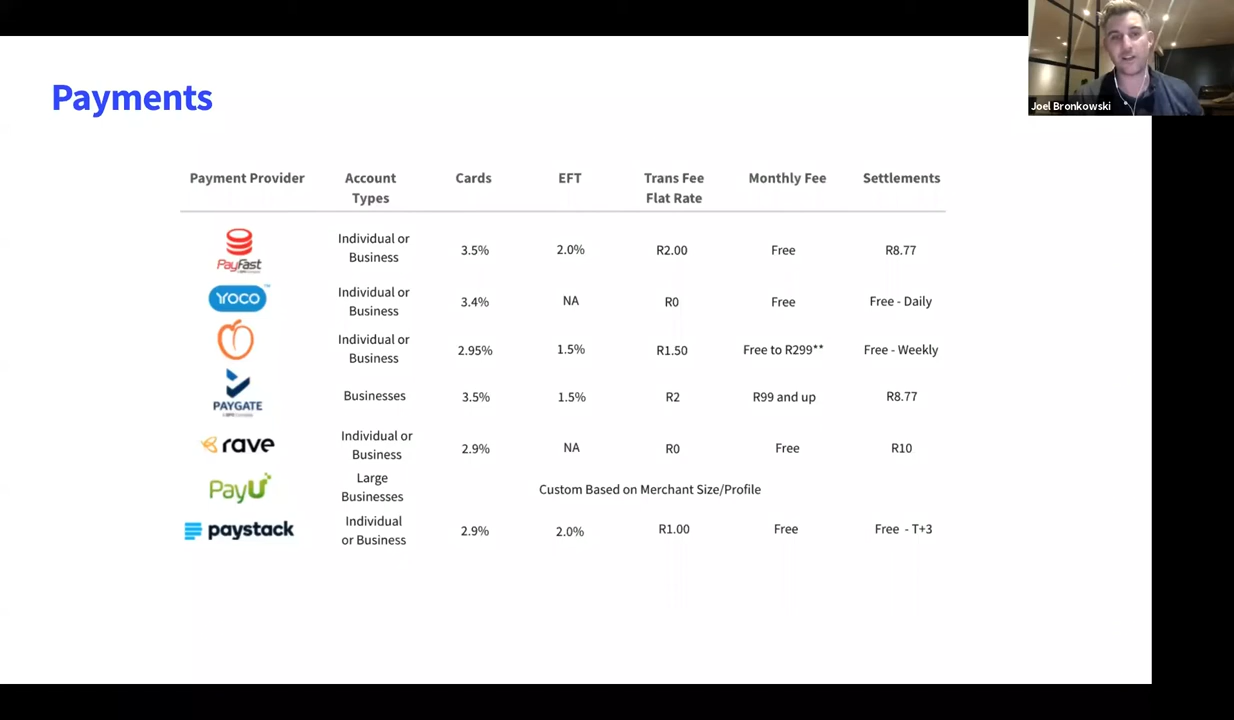 Joel Bronkowski
Payments
Payment Provider Account Types Cards EFT Trans Fee Flat Rate Monthly Fee Settlements
PayFast Individual or Business 3.5% 2.0% R2.00 Free R8.77
YOCO Individual or Business 3.4% NA R0 Free Free - Daily
Individual or Business 2.95% 1.5% R1.50 Free to R299** Free - Weekly
PAYGATE Businesses 3.5% 1.5% R2 R99 and up R8.77
rave Individual or Business 2.9% NA R0 Free R10
PayU Large Businesses Custom Based on Merchant Size/Profile
paystack Individual or Business 2.9% 2.0% R1.00 Free Free - T+3